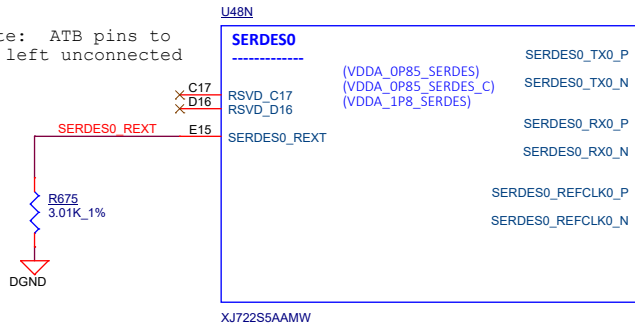 U48N
te: ATB pins to
left unconnected
SERDES0
-------------
(VDDA_0P85_SERDES)
(VDDA_0P85_SERDES_C)
(VDDA_1P8_SERDES)
SERDES0_TX0_P
SERDES0_TX0_N
C17
RSVD_C17
D16
RSVD_D16
SERDES0_RX0_P
SERDES0_REXT
E15
SERDES0_REXT
SERDES0_RX0_N
SERDES0_REFCLK0_P
R675
3.01K_1%
SERDES0_REFCLK0_N
DGND
XJ722S5AAMW